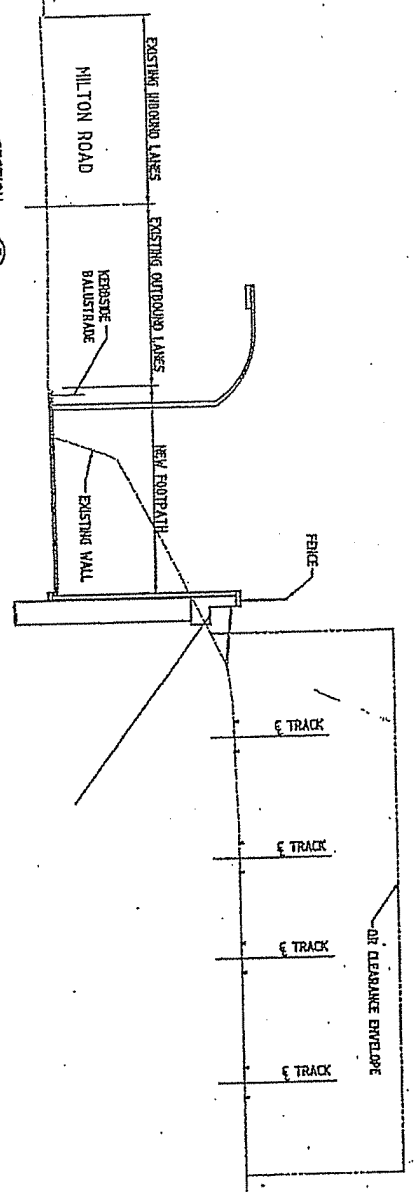 EXISTING INBOUND LANES
EXISTING OUTBOUND LANES
MILTON ROAD
KERBSIDE
BALUSTRADE
NEW FOOTPATH
EXISTING WALL
FENCE
℄ TRACK
℄ TRACK
℄ TRACK
℄ TRACK
QR CLEARANCE ENVELOPE
SECTION